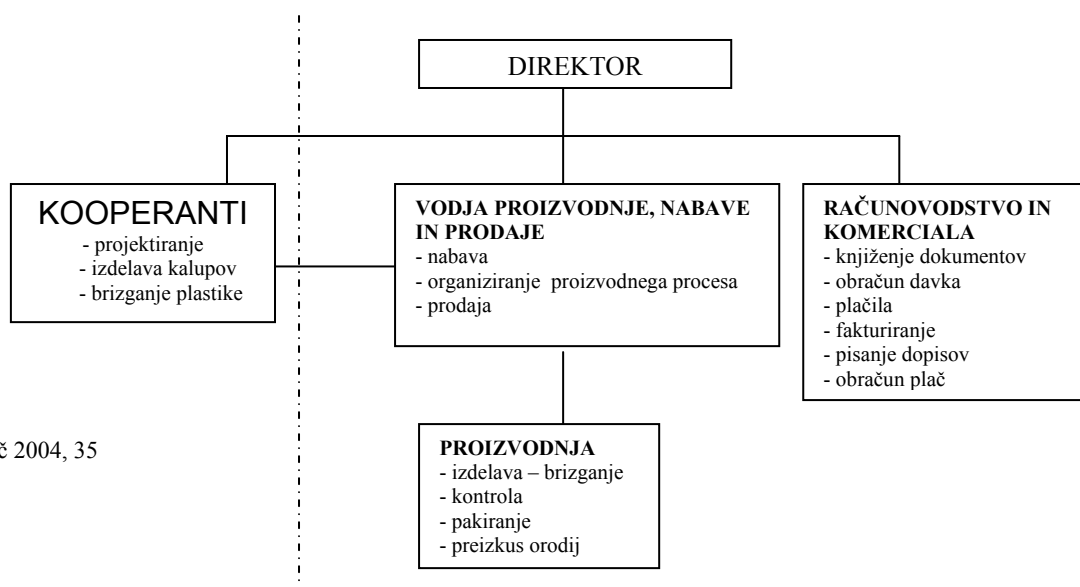 DIREKTOR
KOOPERANTI
- projektiranje
- izdelava kalupov
- brizganje plastike
VODJA PROIZVODNJE, NABAVE
IN PRODAJE
- nabava
- organiziranje proizvodnega procesa
- prodaja
RAČUNOVODSTVO IN
KOMERCIALA
- knjiženje dokumentov
- obračun davka
- plačila
- fakturiranje
- pisanje dopisov
- obračun plač
č 2004, 35
PROIZVODNJA
- izdelava – brizganje
- kontrola
- pakiranje
- preizkus orodij